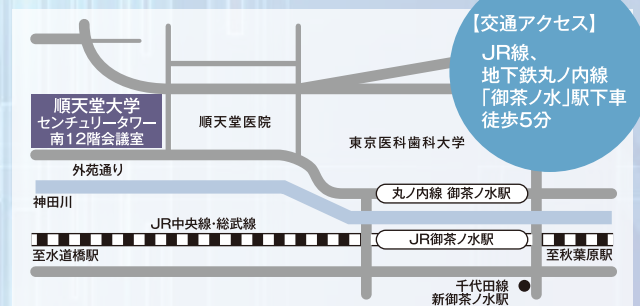 【交通アクセス】
JR線、
地下鉄丸ノ内線
「御茶ノ水」駅下車
徒歩5分
順天堂大学
センチュリータワー
南12階会議室
順天堂医院
東京医科歯科大学
外苑通り
丸ノ内線 御茶ノ水駅
神田川
JR中央線・総武線
JR御茶ノ水駅
至水道橋駅
至秋葉原駅
千代田線
新御茶ノ水駅